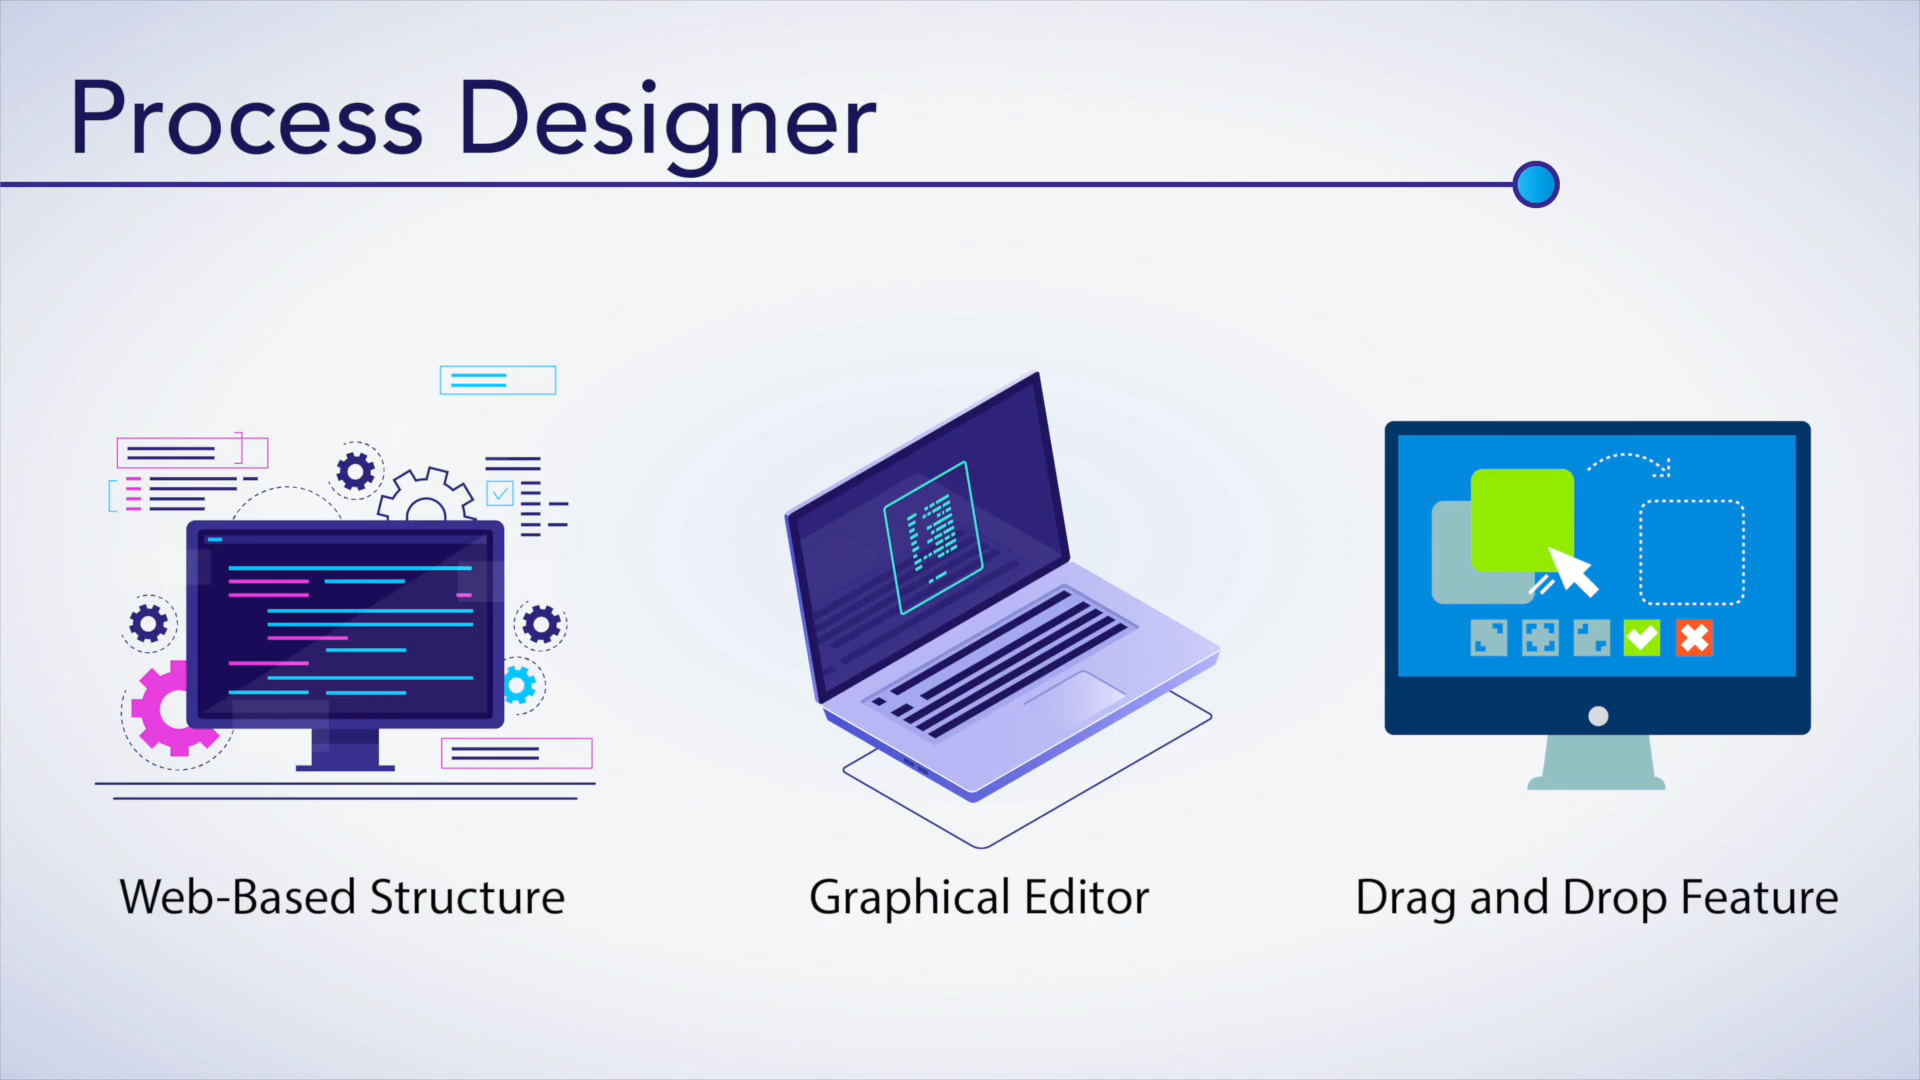 Process Designer
Web-Based Structure
Graphical Editor
Drag and Drop Feature